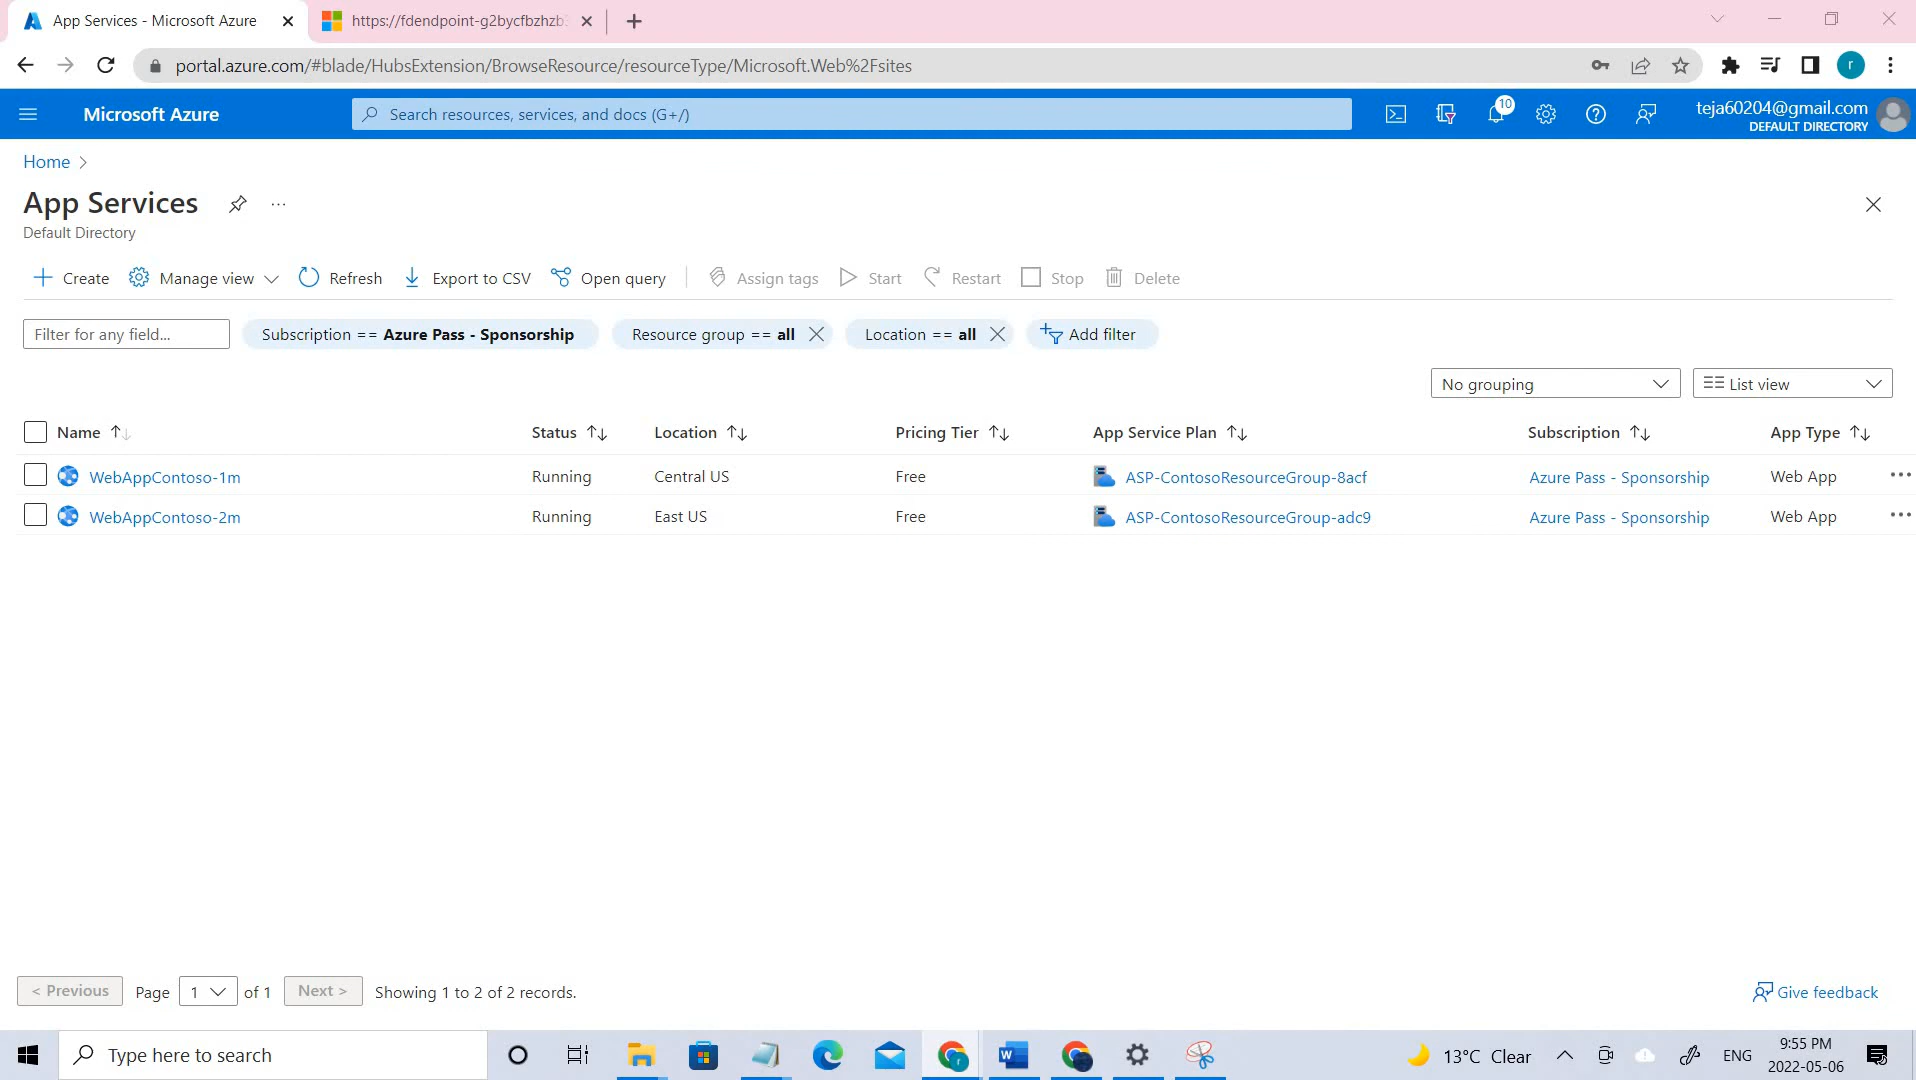 App Services - Microsoft Azure
https://fdendpoint-g2bycfbzhzb
portal.azure.com/#blade/HubsExtension/BrowseResource/resourceType/Microsoft.Web%2Fsites
r
Microsoft Azure
Search resources, services, and docs (G+/)
10
teja60204@gmail.com
DEFAULT DIRECTORY
Home
App Services
Default Directory
Create Manage view Refresh Export to CSV Open query Assign tags Start Restart Stop Delete
Filter for any field... Subscription == Azure Pass - Sponsorship Resource group == all Location == all Add filter
No grouping List view
Name Status Location Pricing Tier App Service Plan Subscription App Type
WebAppContoso-1m Running Central US Free ASP-ContosoResourceGroup-8acf Azure Pass - Sponsorship Web App
WebAppContoso-2m Running East US Free ASP-ContosoResourceGroup-adc9 Azure Pass - Sponsorship Web App
< Previous Page 1 of 1 Next > Showing 1 to 2 of 2 records. Give feedback
Type here to search
13°C Clear
ENG
9:55 PM
2022-05-06